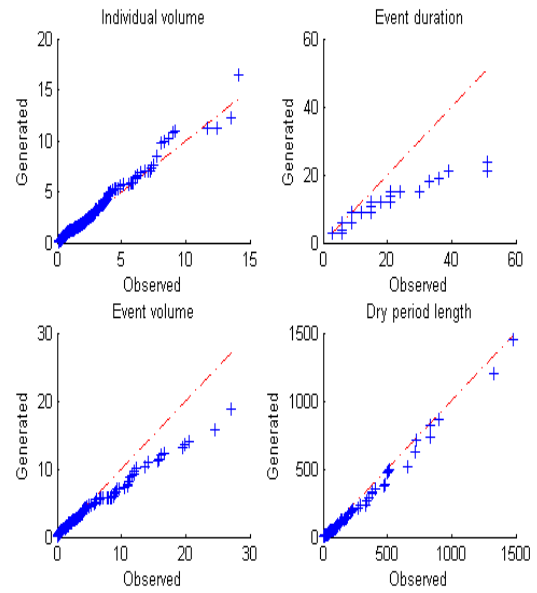 Individual volume
20
15
10
5
0
Generated
0 5 10 15
Observed
Event duration
60
40
20
0
Generated
0 20 40 60
Observed
Event volume
30
20
10
0
Generated
0 10 20 30
Observed
Dry period length
1500
1000
500
0
Generated
0 500 1000 1500
Observed